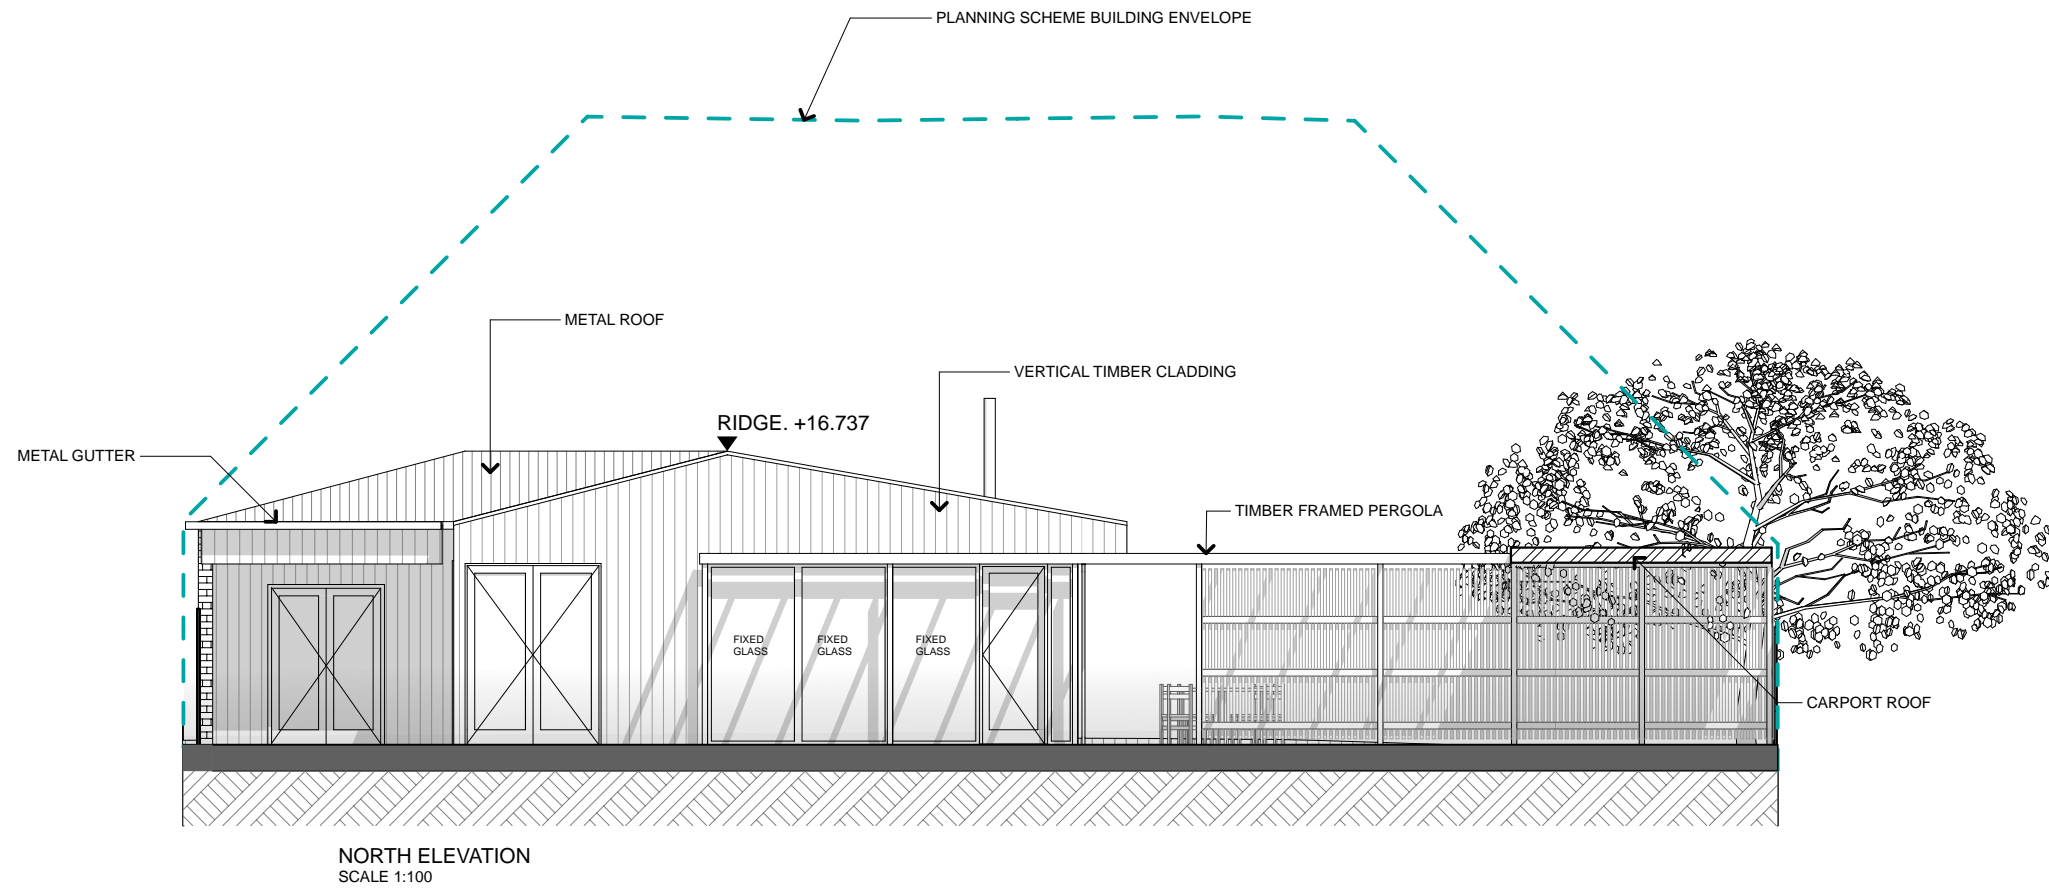 PLANNING SCHEME BUILDING ENVELOPE
METAL ROOF
VERTICAL TIMBER CLADDING
RIDGE. +16.737
METAL GUTTER
TIMBER FRAMED PERGOLA
FIXED
GLASS
FIXED
GLASS
FIXED
GLASS
CARPORT ROOF
NORTH ELEVATION
SCALE 1:100